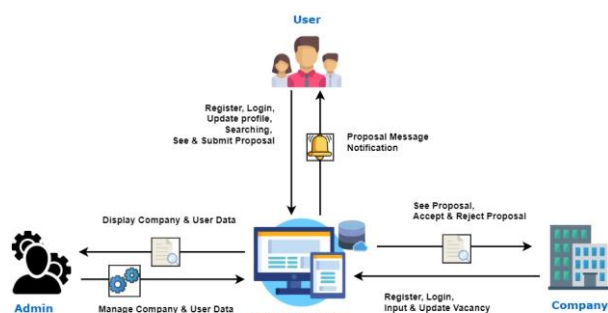 User
Register, Login,
Update profile,
Searching,
See & Submit Proposal
Proposal Message
Notification
Display Company & User Data
See Proposal,
Accept & Reject Proposal
Admin
Manage Company & User Data
Register, Login,
Input & Update Vacancy
Company